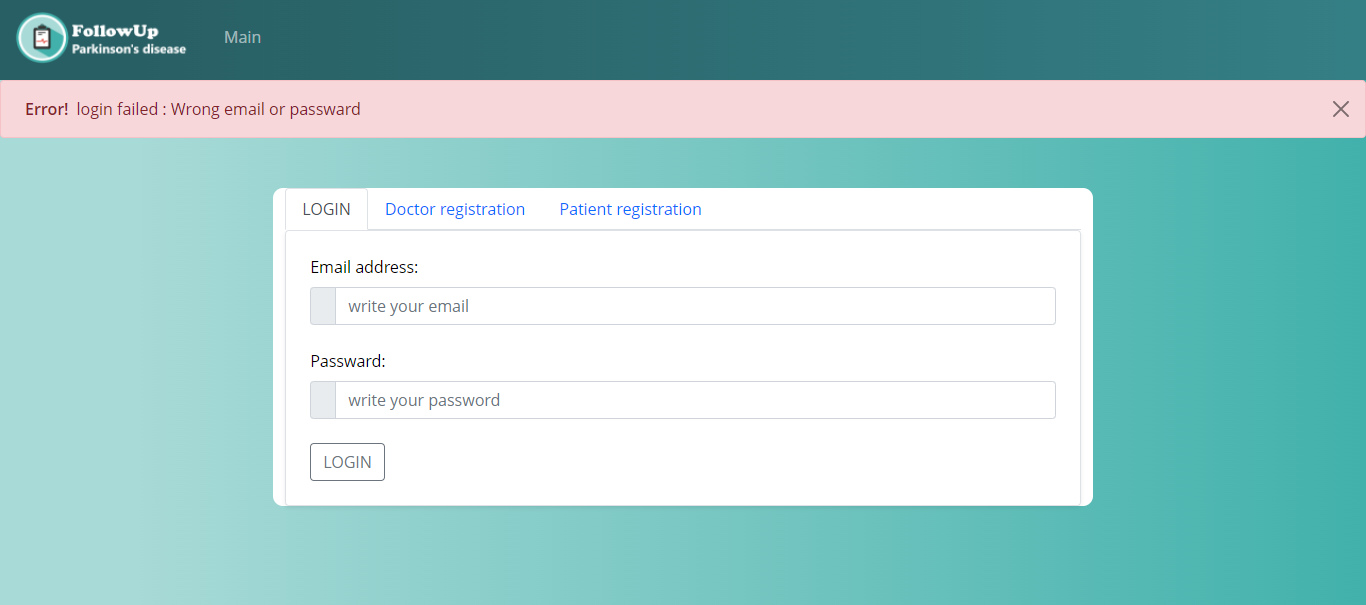 FollowUp
Parkinson's disease
Main
Error! login failed : Wrong email or password
LOGIN Doctor registration Patient registration
Email address:
write your email
Passward:
write your password
LOGIN